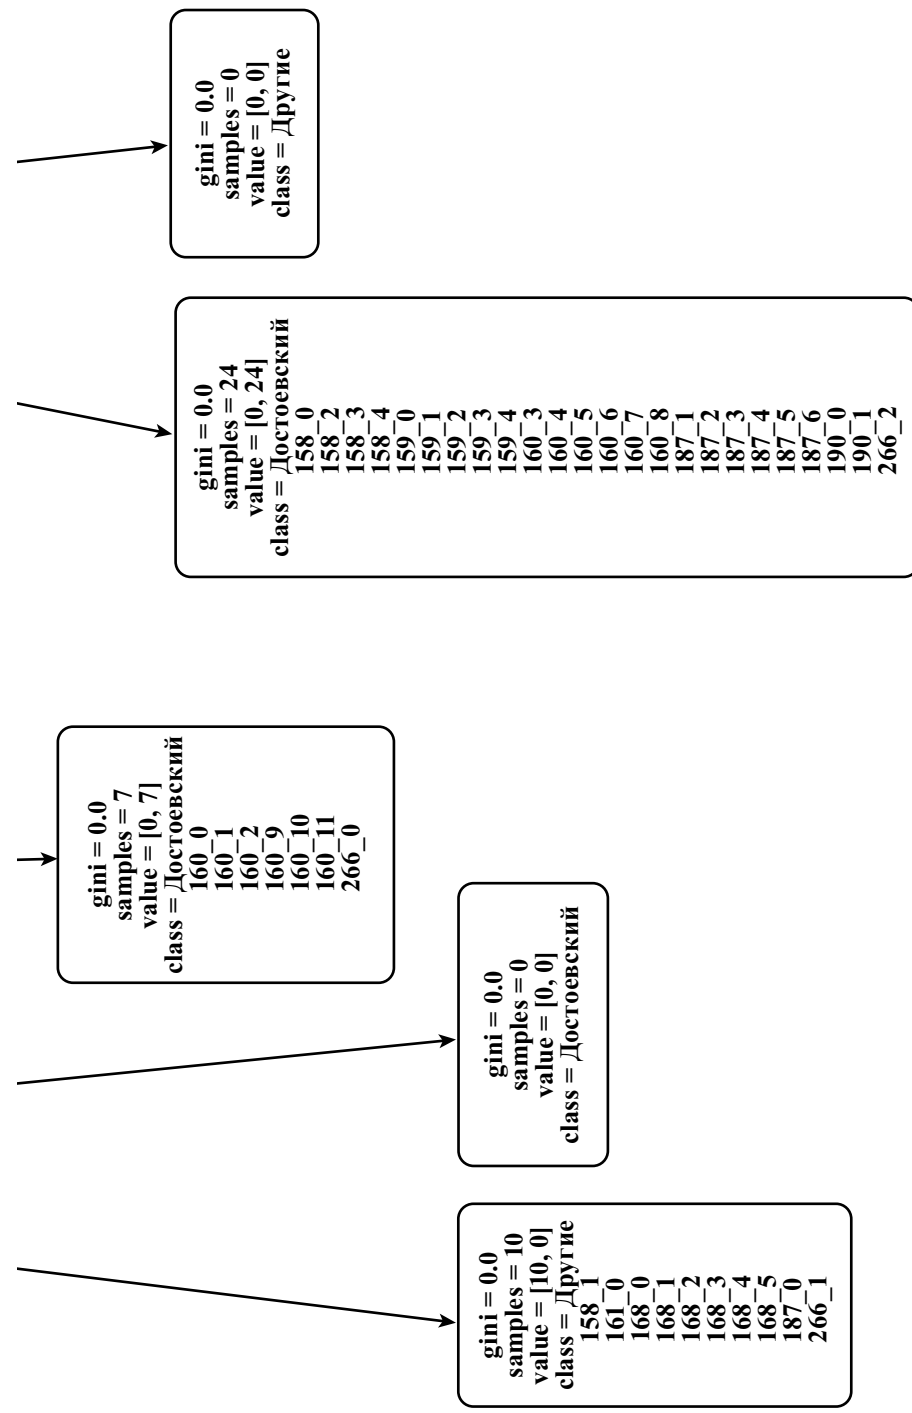 gini = 0.0
samples = 10
value = [10, 0]
class = Другие
158_1
161_0
168_0
168_1
168_2
168_3
168_4
168_5
187_0
266_1
gini = 0.0
samples = 0
value = [0, 0]
class = Достоевский
gini = 0.0
samples = 7
value = [0, 7]
class = Достоевский
160_0
160_1
160_2
160_9
160_10
160_11
266_0
gini = 0.0
samples = 24
value = [0, 24]
class = Достоевский
158_0
158_2
158_3
158_4
159_0
159_1
159_2
159_3
159_4
160_3
160_4
160_5
160_6
160_7
160_8
187_1
187_2
187_3
187_4
187_5
187_6
190_0
190_1
266_2
gini = 0.0
samples = 0
value = [0, 0]
class = Другие